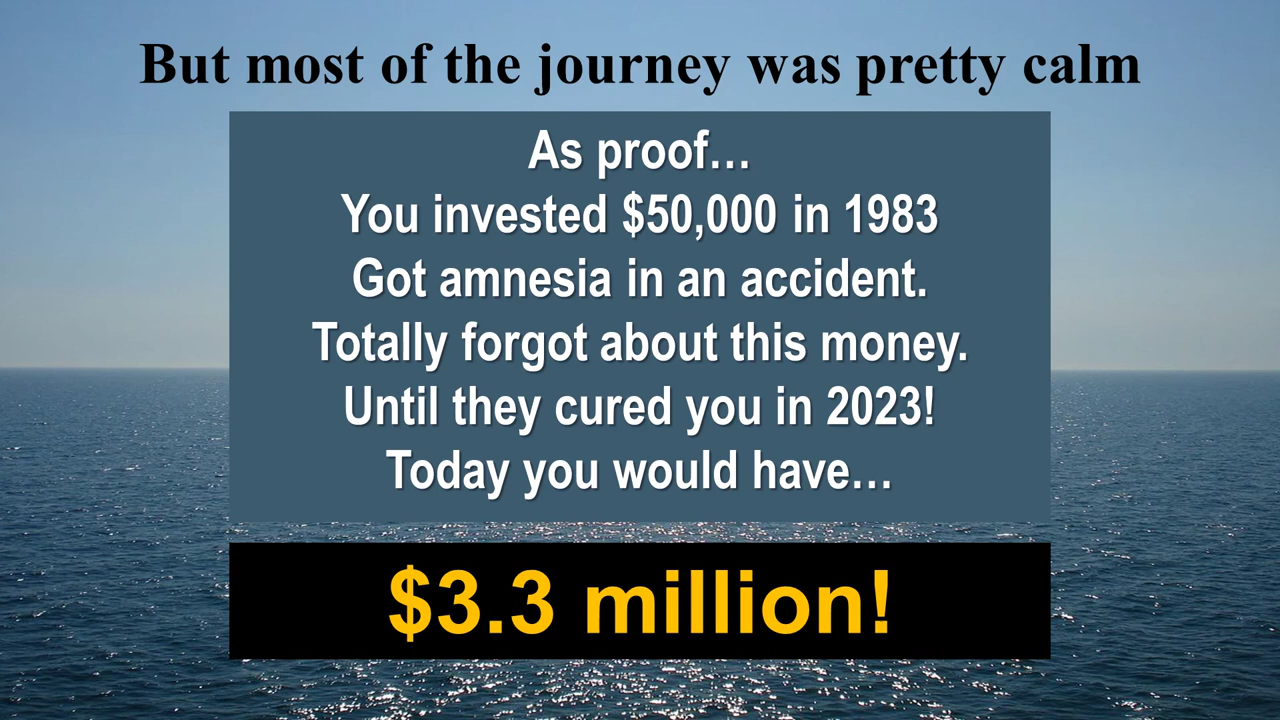 But most of the journey was pretty calm
As proof…
You invested $50,000 in 1983
Got amnesia in an accident.
Totally forgot about this money.
Until they cured you in 2023!
Today you would have…
$3.3 million!